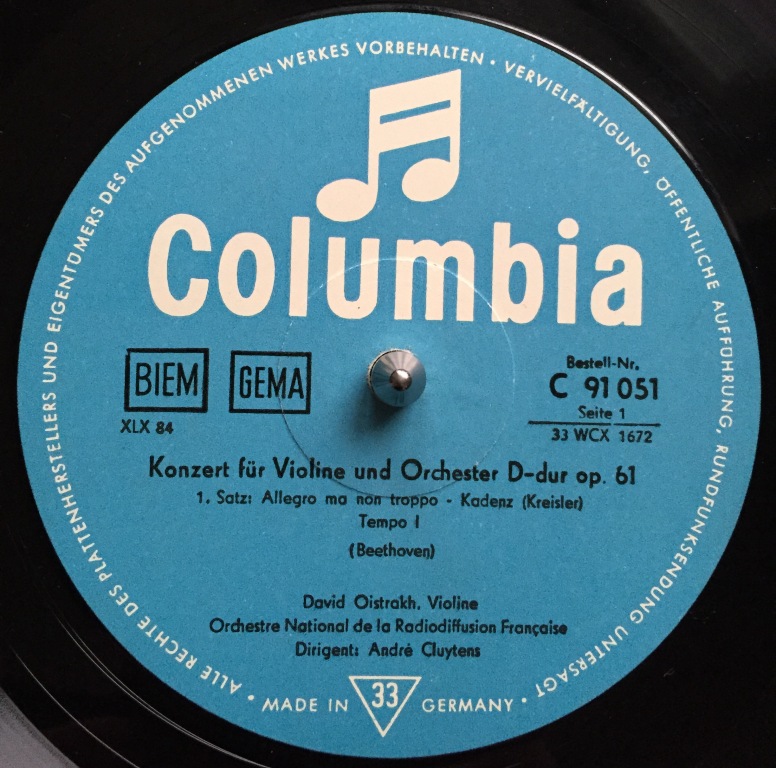 ALLE RECHTE DES PLATTENHERSTELLERS UND EIGENTÜMERS DES AUFGENOMMENEN WERKES VORBEHALTEN • VERVIELFÄLTIGUNG, ÖFFENTLICHE AUFFÜHRUNG, RUNDFUNKSENDUNG UNTERSAGT •
Columbia
BIEM GEMA
XLX 84
Bestell-Nr.
C 91 051
Seite 1
33 WCX 1672
Konzert für Violine und Orchester D-dur op. 61
1. Satz: Allegro ma non troppo - Kadenz (Kreisler)
Tempo I
(Beethoven)
David Oistrakh, Violine
Orchestre National de la Radiodiffusion Française
Dirigent: André Cluytens
• MADE IN 33 GERMANY •